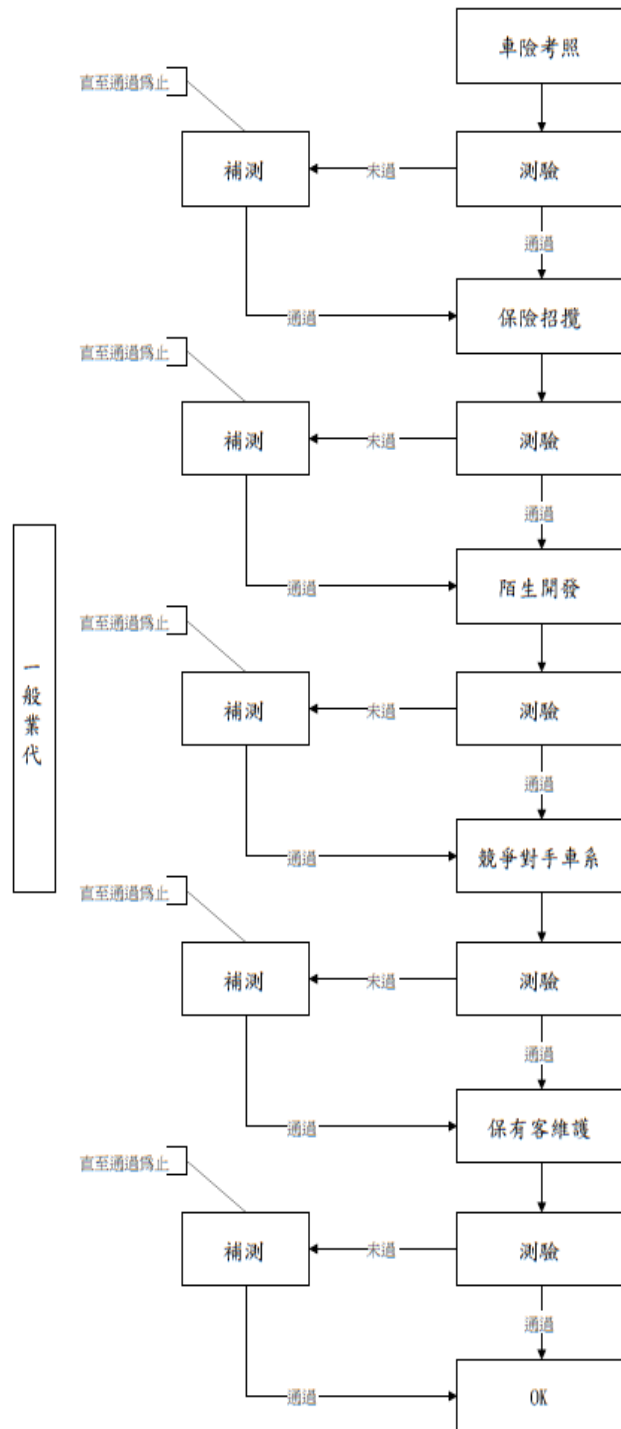 車險考照
直至通過為止
補測
未過
測驗
通過
通過
保險招攬
直至通過為止
補測
未過
測驗
通過
通過
陌生開發
直至通過為止
一般業代
補測
未過
測驗
通過
通過
競爭對手車系
直至通過為止
補測
未過
測驗
通過
通過
保有客維護
直至通過為止
補測
未過
測驗
通過
通過
OK